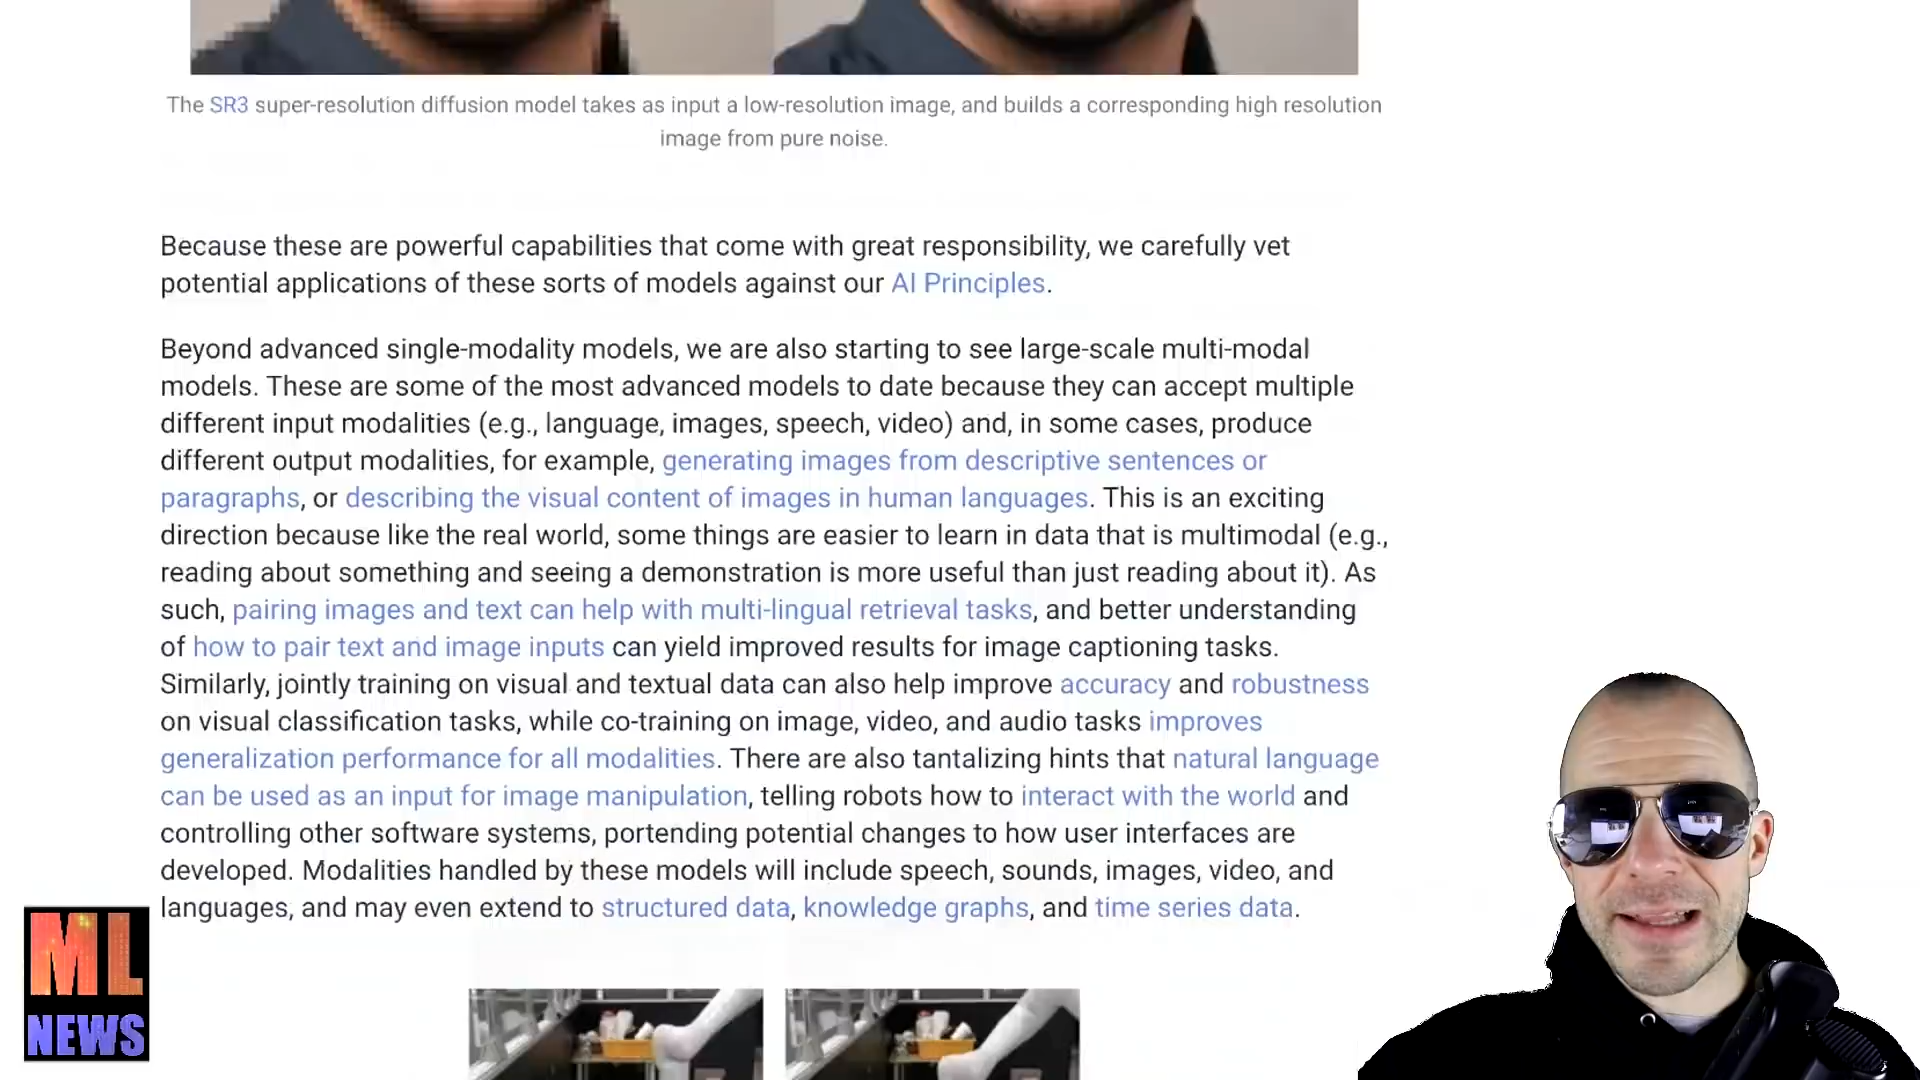 The SR3 super-resolution diffusion model takes as input a low-resolution image, and builds a corresponding high resolution
image from pure noise.
Because these are powerful capabilities that come with great responsibility, we carefully vet
potential applications of these sorts of models against our AI Principles.
Beyond advanced single-modality models, we are also starting to see large-scale multi-modal
models. These are some of the most advanced models to date because they can accept multiple
different input modalities (e.g., language, images, speech, video) and, in some cases, produce
different output modalities, for example, generating images from descriptive sentences or
paragraphs, or describing the visual content of images in human languages. This is an exciting
direction because like the real world, some things are easier to learn in data that is multimodal (e.g.,
reading about something and seeing a demonstration is more useful than just reading about it). As
such, pairing images and text can help with multi-lingual retrieval tasks, and better understanding
of how to pair text and image inputs can yield improved results for image captioning tasks.
Similarly, jointly training on visual and textual data can also help improve accuracy and robustness
on visual classification tasks, while co-training on image, video, and audio tasks improves
generalization performance for all modalities. There are also tantalizing hints that natural language
can be used as an input for image manipulation, telling robots how to interact with the world and
controlling other software systems, portending potential changes to how user interfaces are
developed. Modalities handled by these models will include speech, sounds, images, video, and
languages, and may even extend to structured data, knowledge graphs, and time series data.
ML
NEWS